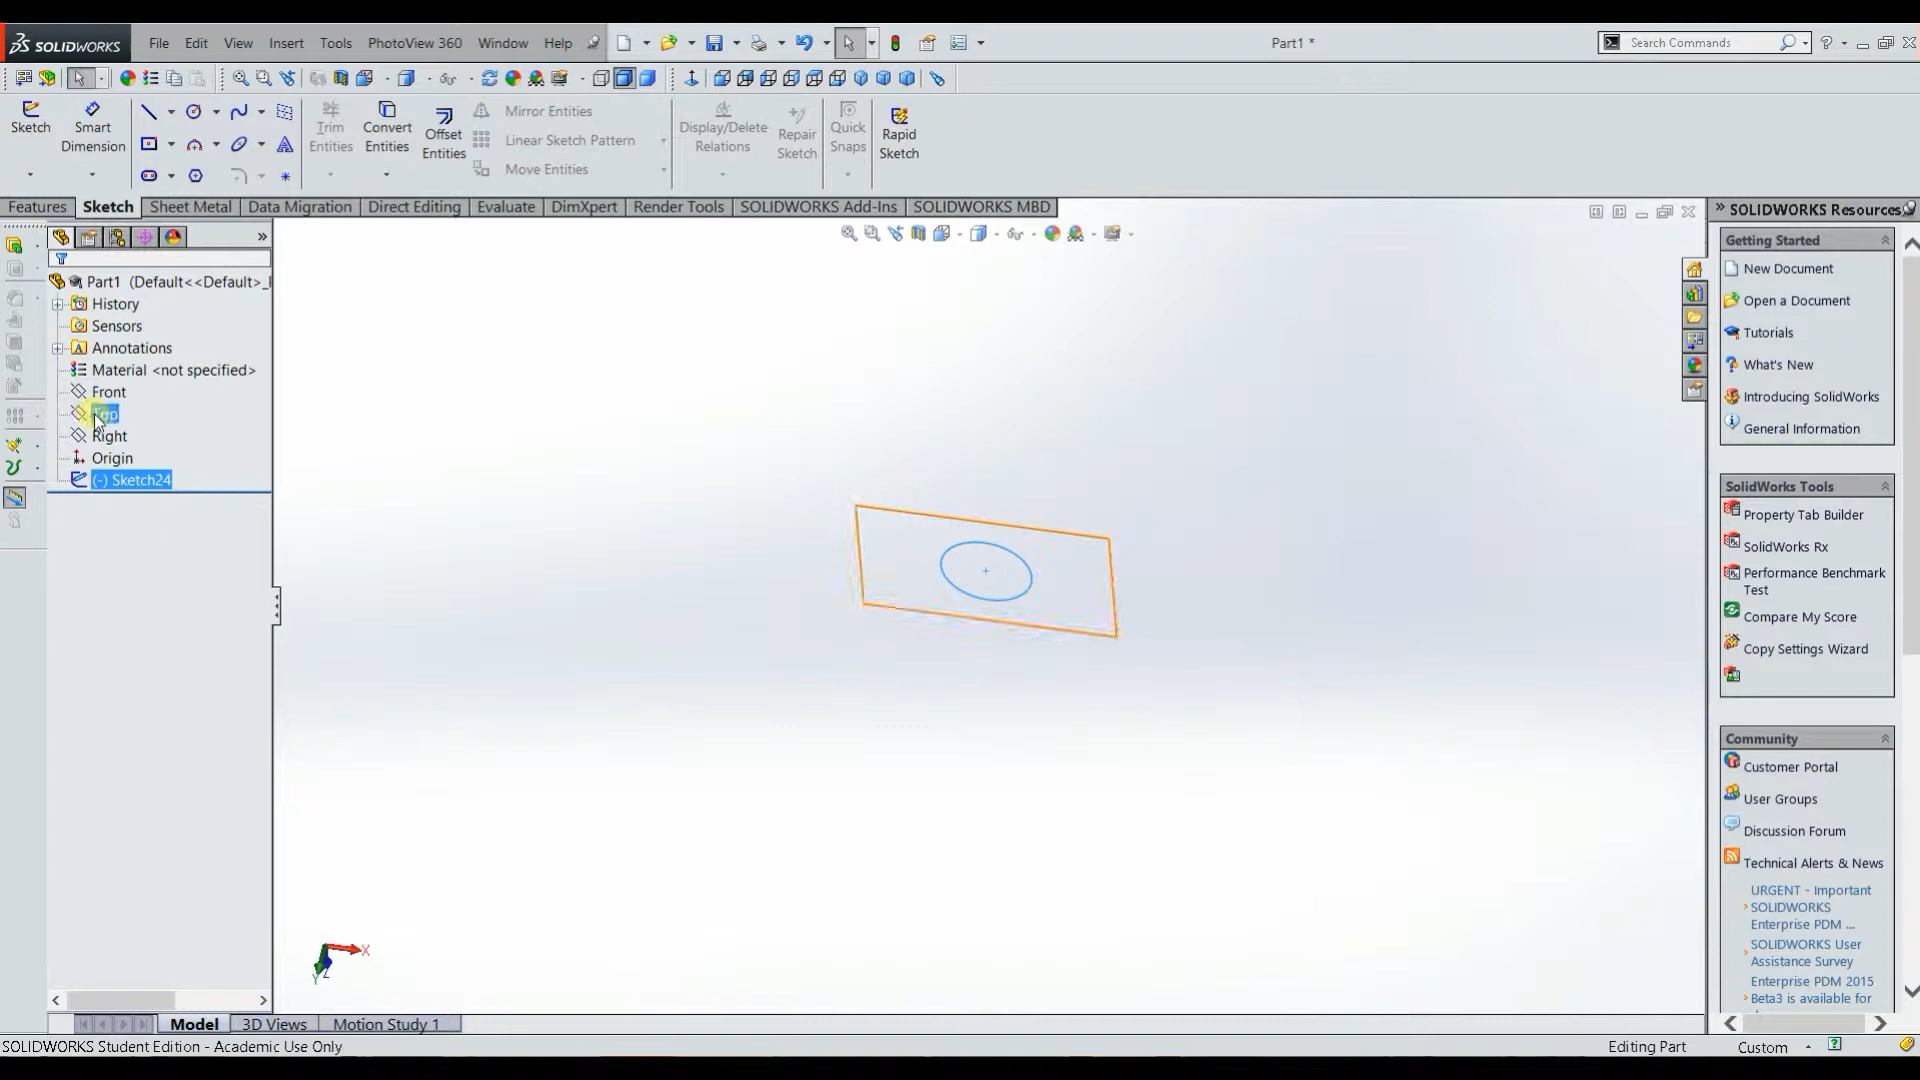 SOLIDWORKS File Edit View Insert Tools PhotoView 360 Window Help Part1 * Search Commands ?
Sketch Smart Dimension Trim Entities Convert Entities Offset Entities Mirror Entities Linear Sketch Pattern Move Entities Display/Delete Relations Repair Sketch Quick Snaps Rapid Sketch
Features Sketch Sheet Metal Data Migration Direct Editing Evaluate DimXpert Render Tools SOLIDWORKS Add-Ins SOLIDWORKS MBD
Part1 (Default<<Default>_
History
Sensors
Annotations
Material <not specified>
Front
Top
Right
Origin
(-) Sketch24
X
Y
Z
SOLIDWORKS Resources
Getting Started
New Document
Open a Document
Tutorials
What's New
Introducing SolidWorks
General Information
SolidWorks Tools
Property Tab Builder
SolidWorks Rx
Performance Benchmark
Test
Compare My Score
Copy Settings Wizard
Community
Customer Portal
User Groups
Discussion Forum
Technical Alerts & News
URGENT - Important
SOLIDWORKS
Enterprise PDM ...
SOLIDWORKS User
Assistance Survey
Enterprise PDM 2015
Beta3 is available for
Model 3D Views Motion Study 1
SOLIDWORKS Student Edition - Academic Use Only Editing Part Custom ?